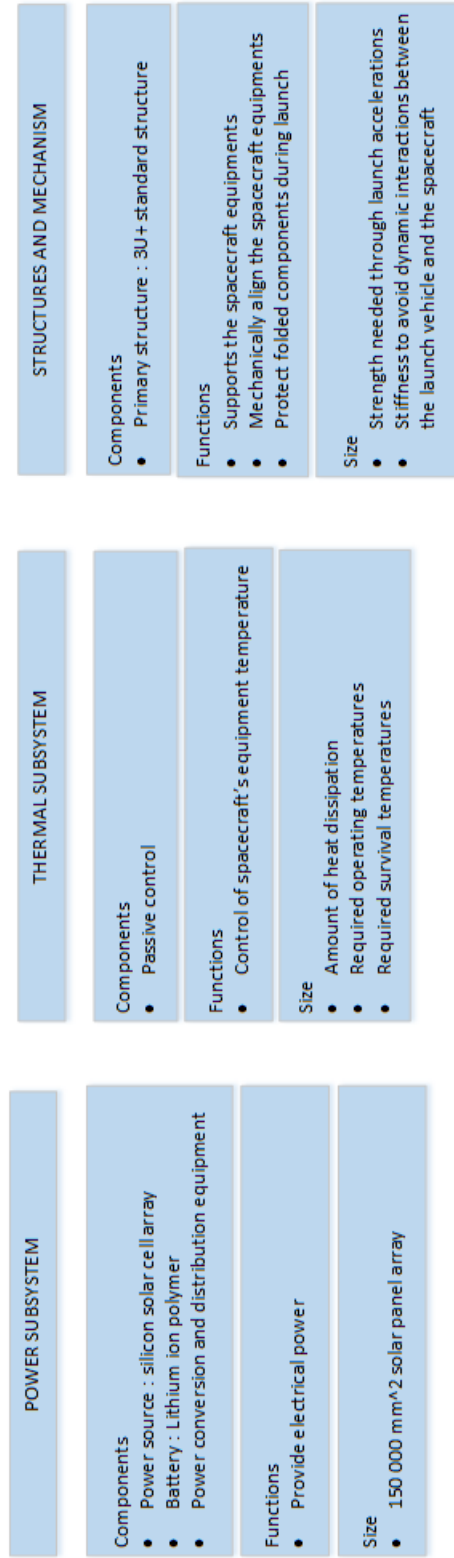 POWER SUBSYSTEM
Components
• Power source : silicon solar cell array
• Battery : Lithium ion polymer
• Power conversion and distribution equipment
Functions
• Provide electrical power
Size
• 150 000 mm^2 solar panel array
THERMAL SUBSYSTEM
Components
• Passive control
Functions
• Control of spacecraft's equipment temperature
Size
• Amount of heat dissipation
• Required operating temperatures
• Required survival temperatures
STRUCTURES AND MECHANISM
Components
• Primary structure : 3U+ standard structure
Functions
• Supports the spacecraft equipments
• Mechanically align the spacecraft equipments
• Protect folded components during launch
Size
• Strength needed through launch accelerations
• Stiffness to avoid dynamic interactions between
the launch vehicle and the spacecraft